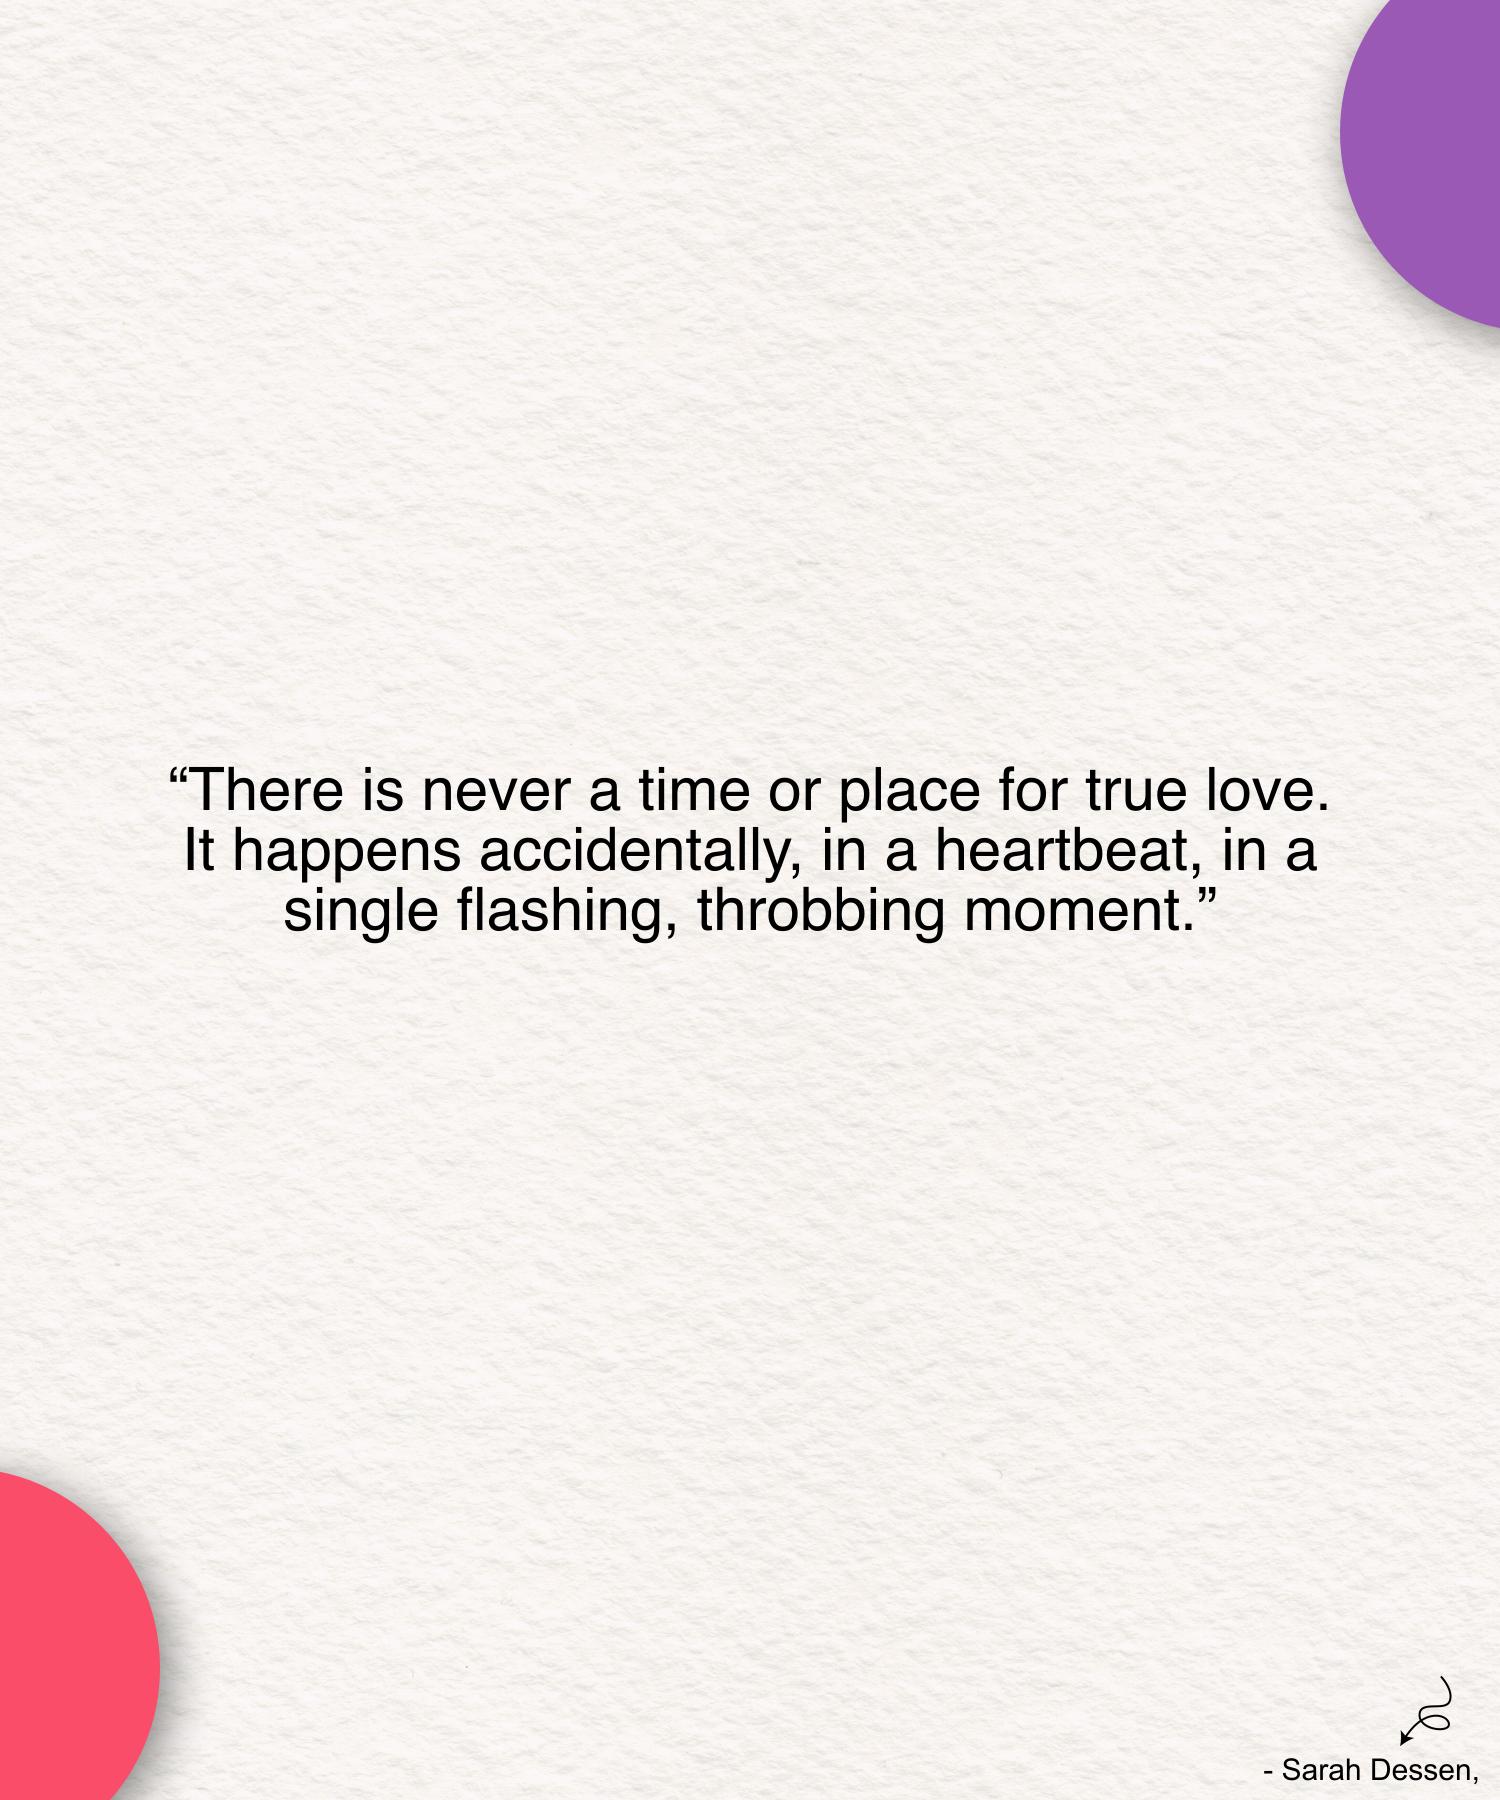 “There is never a time or place for true love.
It happens accidentally, in a heartbeat, in a
single flashing, throbbing moment.”
- Sarah Dessen,